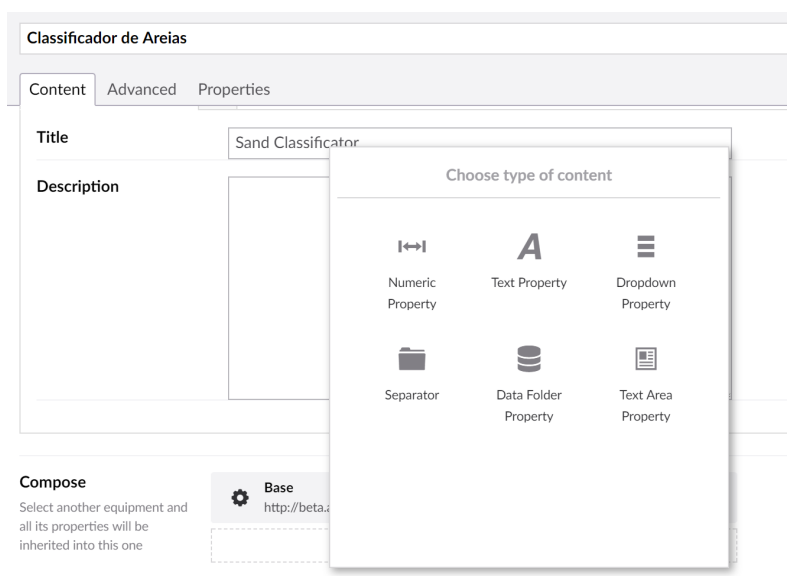 Classificador de Areias
Content Advanced Properties
Title
Sand Classificator
Description
Choose type of content
Numeric
Property
Text Property
Dropdown
Property
Separator
Data Folder
Property
Text Area
Property
Compose
Select another equipment and
all its properties will be
inherited into this one
Base
http://beta.a